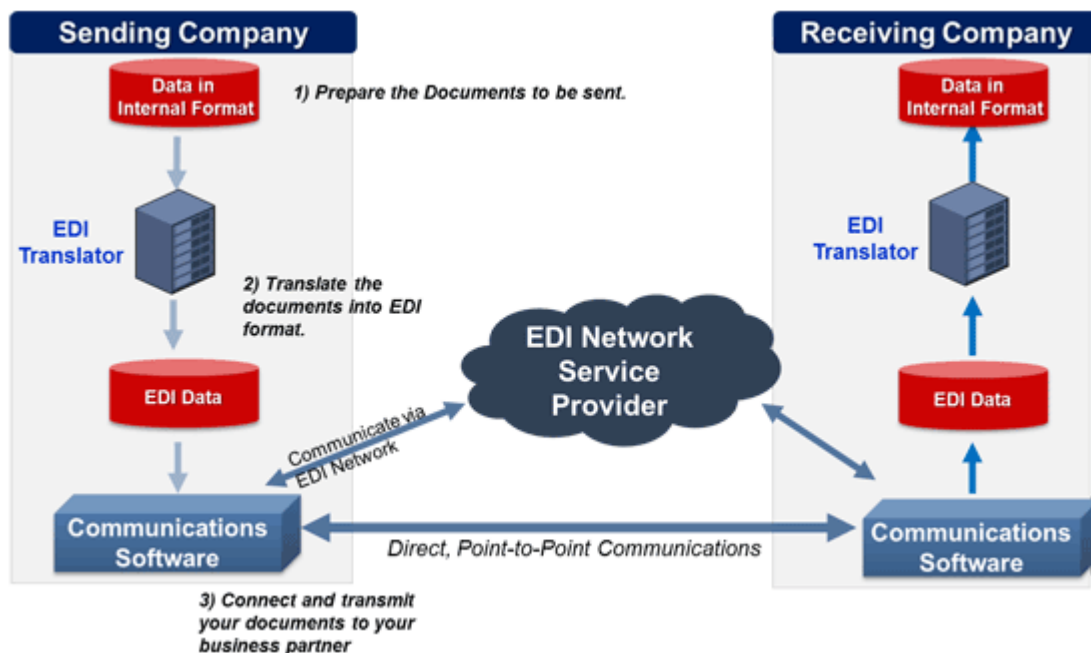 Sending Company
Data in
Internal Format
1) Prepare the Documents to be sent.
EDI
Translator
2) Translate the
documents into EDI
format.
EDI Data
Communicate via
EDI Network
Communications
Software
3) Connect and transmit
your documents to your
business partner
EDI Network
Service
Provider
Direct, Point-to-Point Communications
Receiving Company
Data in
Internal Format
EDI
Translator
EDI Data
Communications
Software